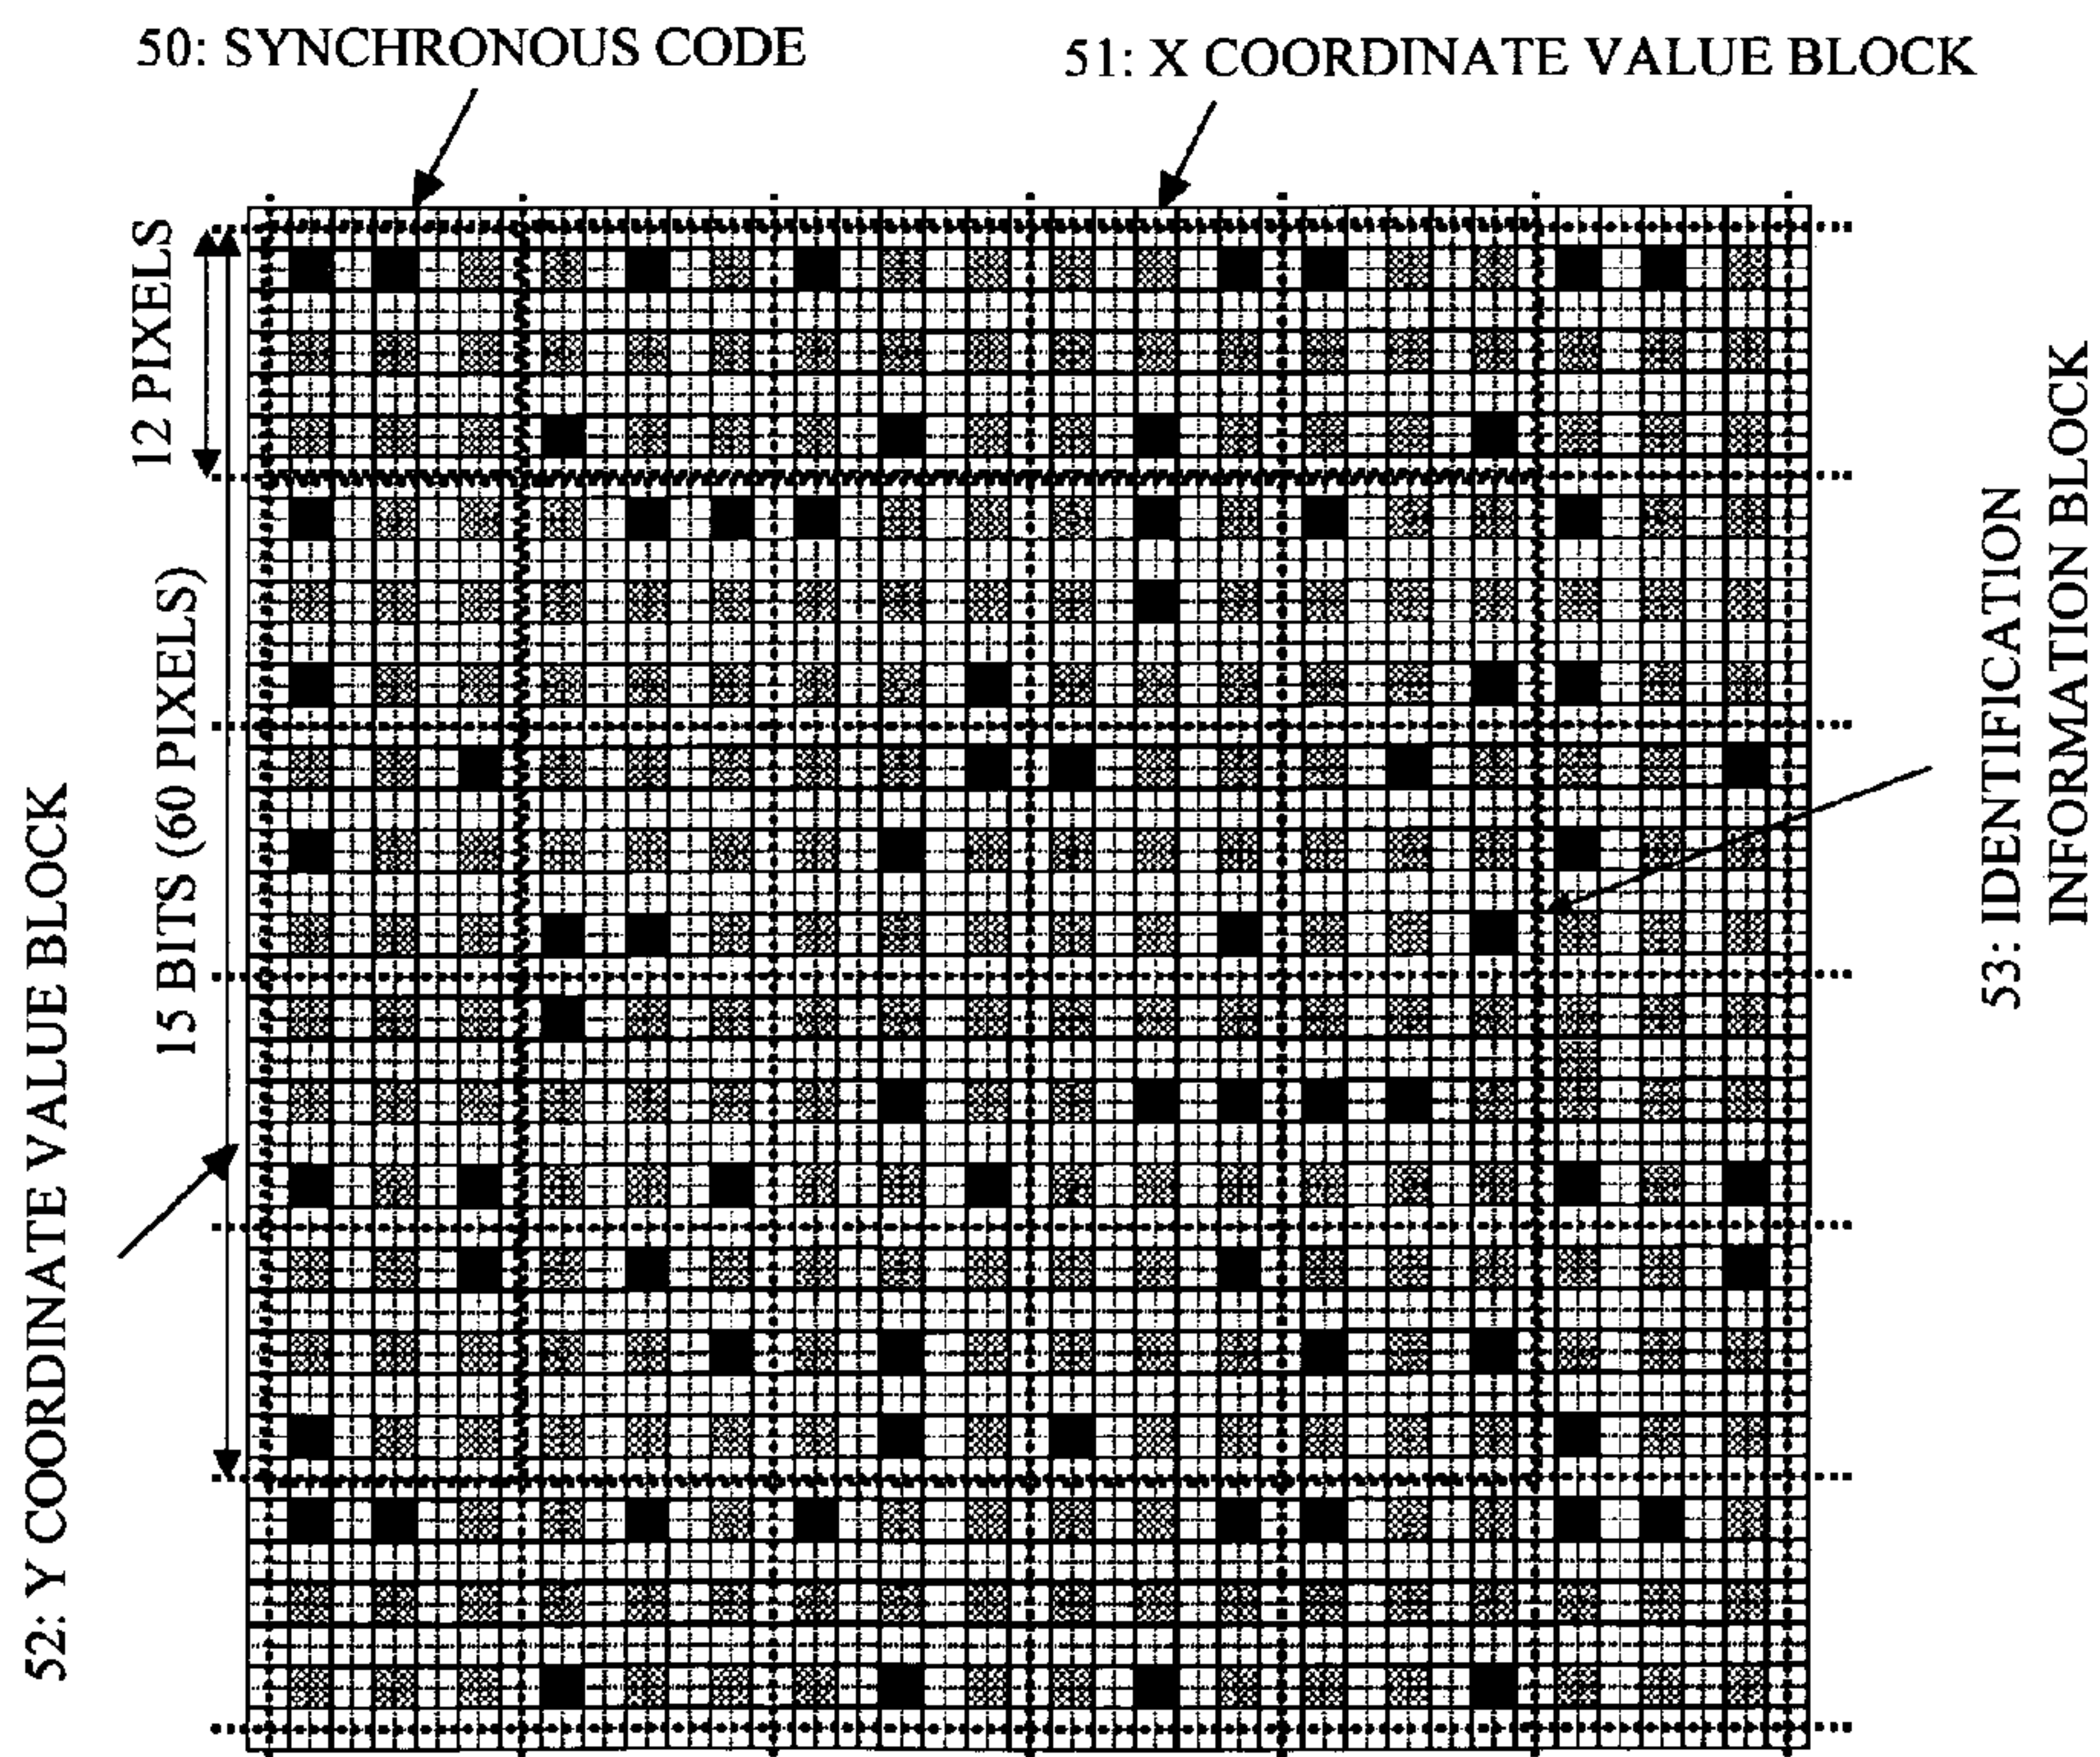 50: SYNCHRONOUS CODE
51: X COORDINATE VALUE BLOCK
12 PIXELS
15 BITS (60 PIXELS)
52: Y COORDINATE VALUE BLOCK
53: IDENTIFICATION
INFORMATION BLOCK